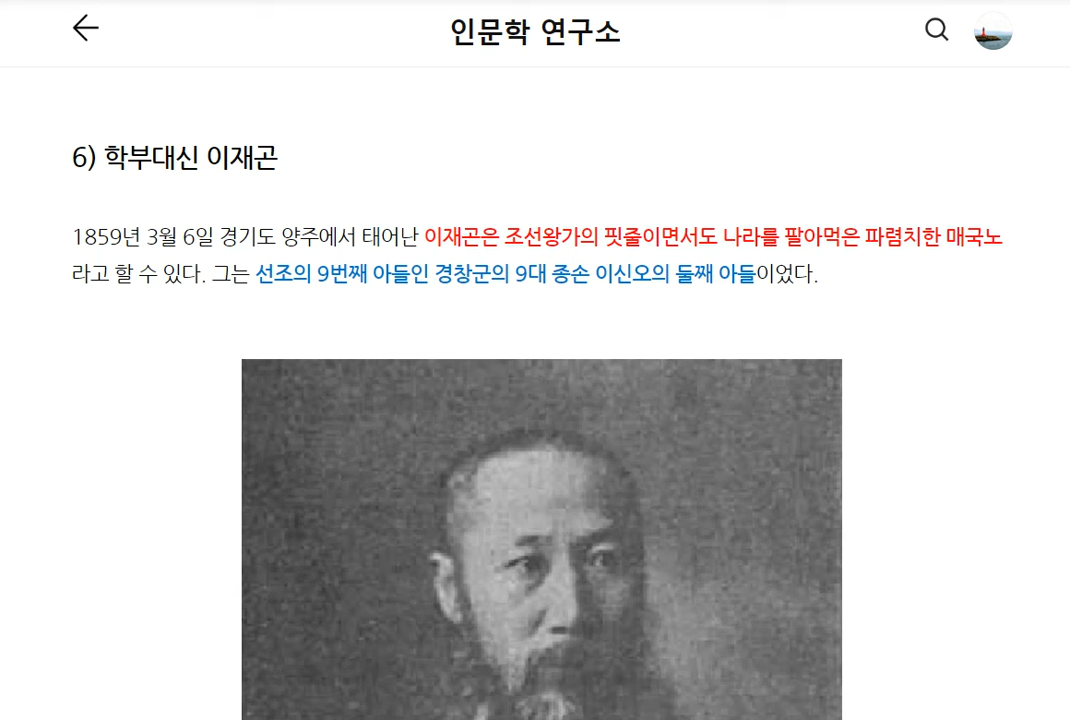 인문학 연구소
6) 학부대신 이재곤
1859년 3월 6일 경기도 양주에서 태어난 이재곤은 조선왕가의 핏줄이면서도 나라를 팔아먹은 파렴치한 매국노
라고 할 수 있다. 그는 선조의 9번째 아들인 경창군의 9대 종손 이신오의 둘째 아들이었다.